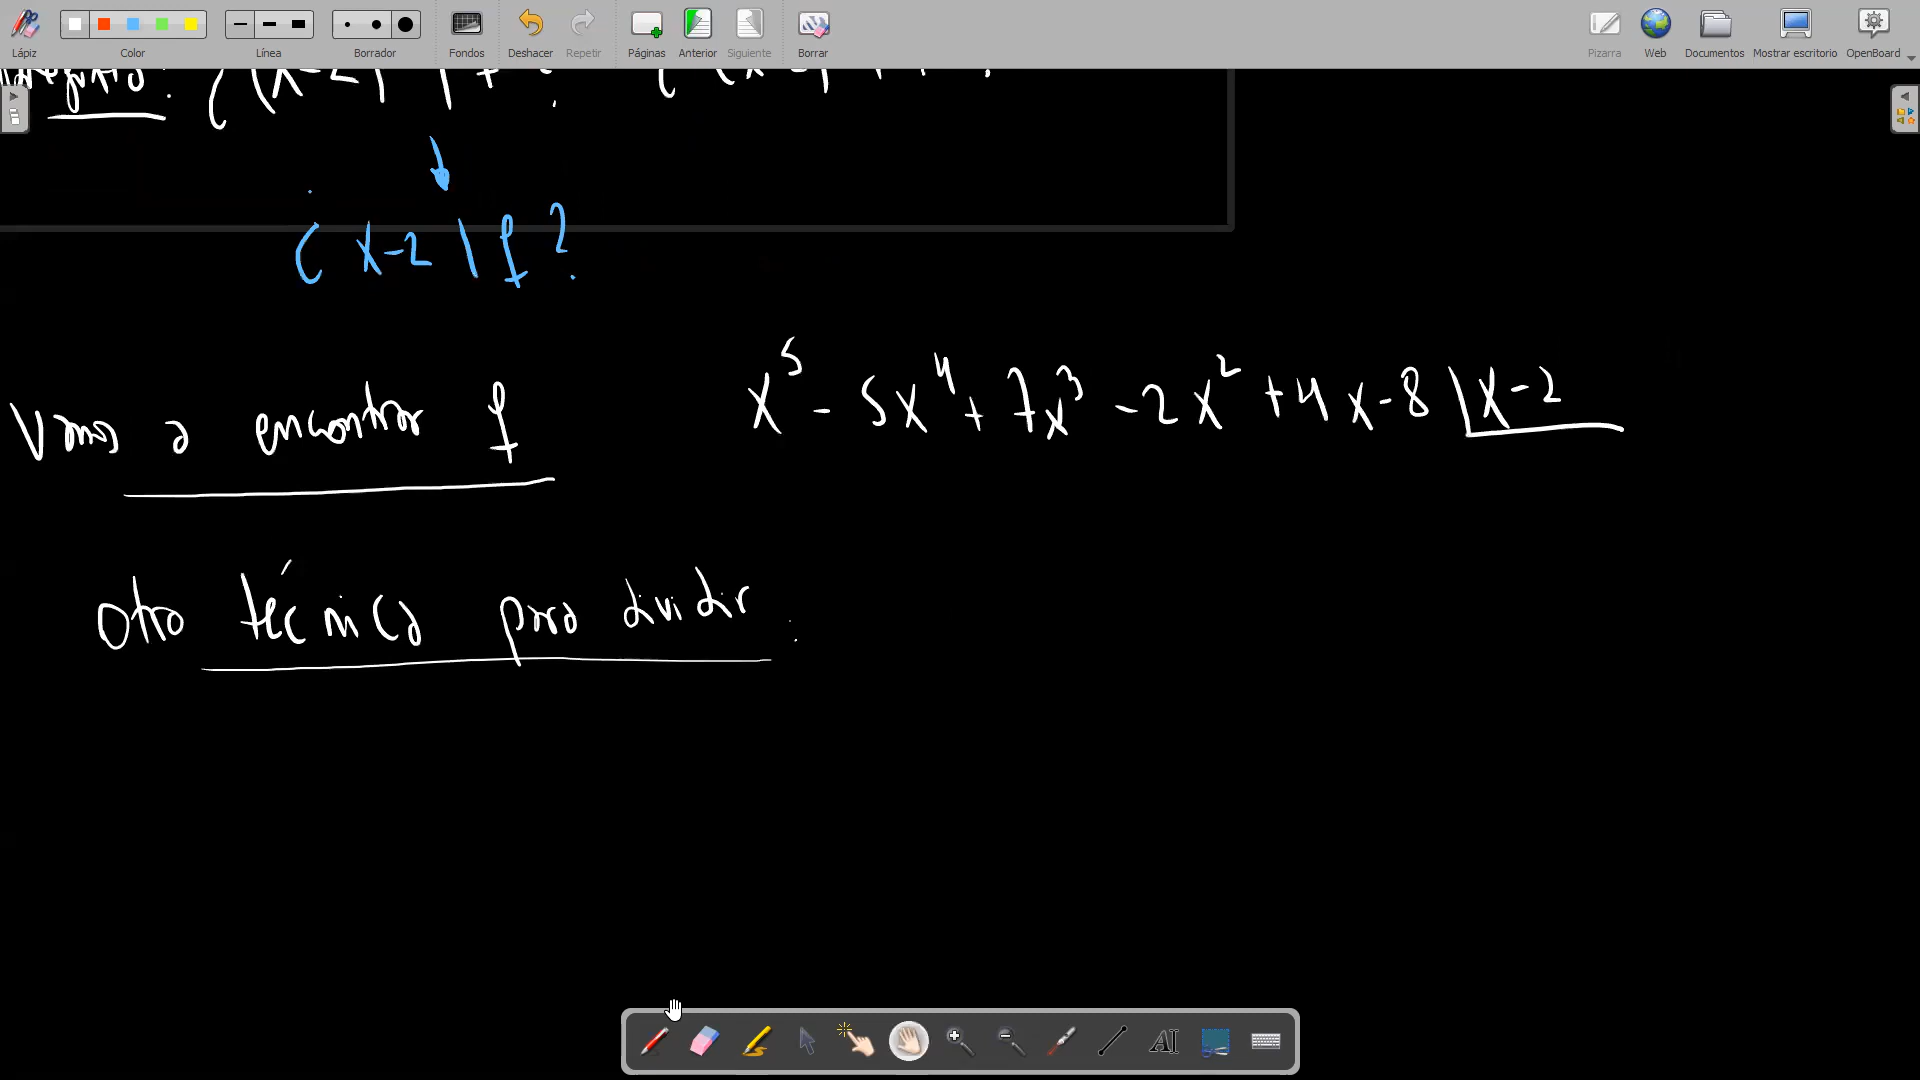 Lápiz Color Línea Borrador Fondos Deshacer Repetir Páginas Anterior Siguiente Borrar Pizarra Web Documentos Mostrar escritorio OpenBoard
¿ x-2 | f ?
Vamos a encontrar f
x⁵ - 5x⁴ + 7x³ - 2x² + 4x - 8 | x-2
Otra técnica para dividir: